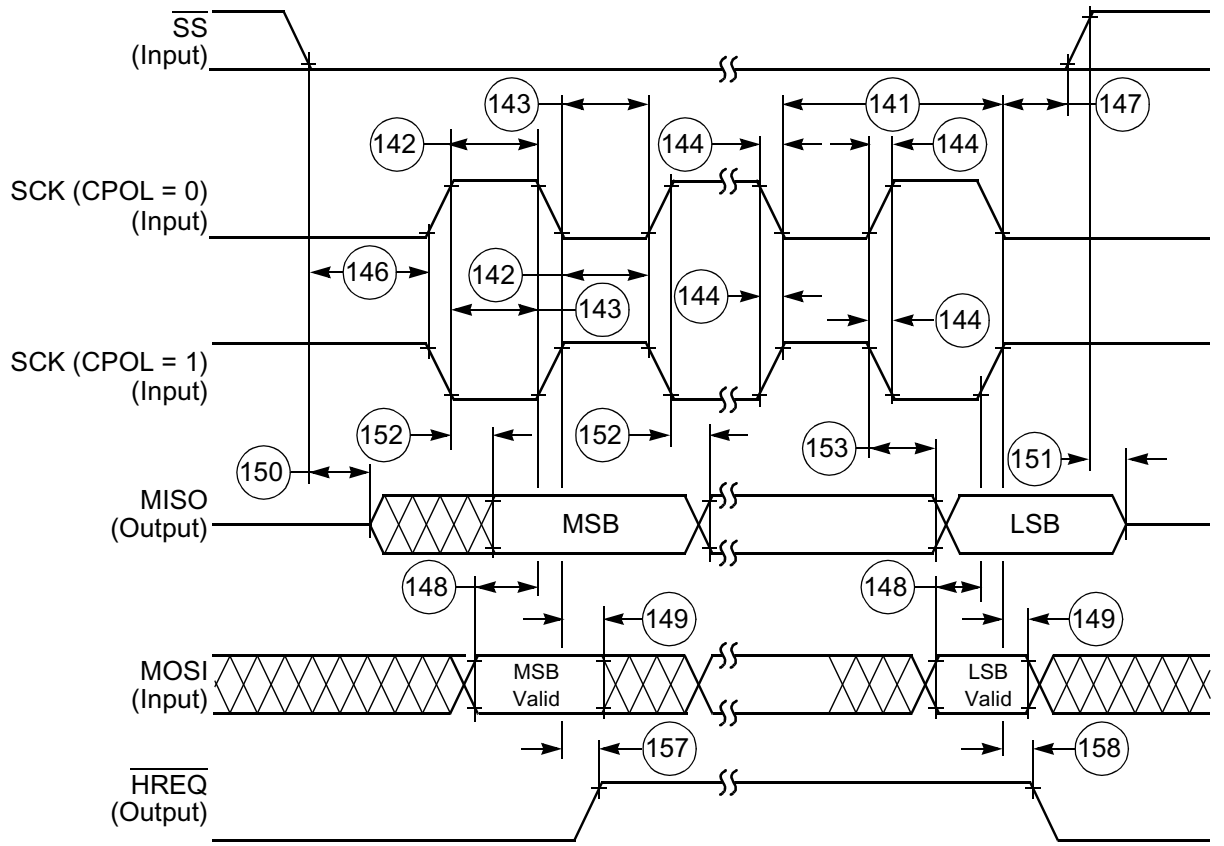 SS
(Input)
143
141
147
142
144
144
SCK (CPOL = 0)
(Input)
146
142
144
143
144
SCK (CPOL = 1)
(Input)
152
152
153
150
151
MISO
(Output)
MSB
LSB
148
148
149
149
MOSI
(Input)
MSB
Valid
LSB
Valid
157
158
HREQ
(Output)